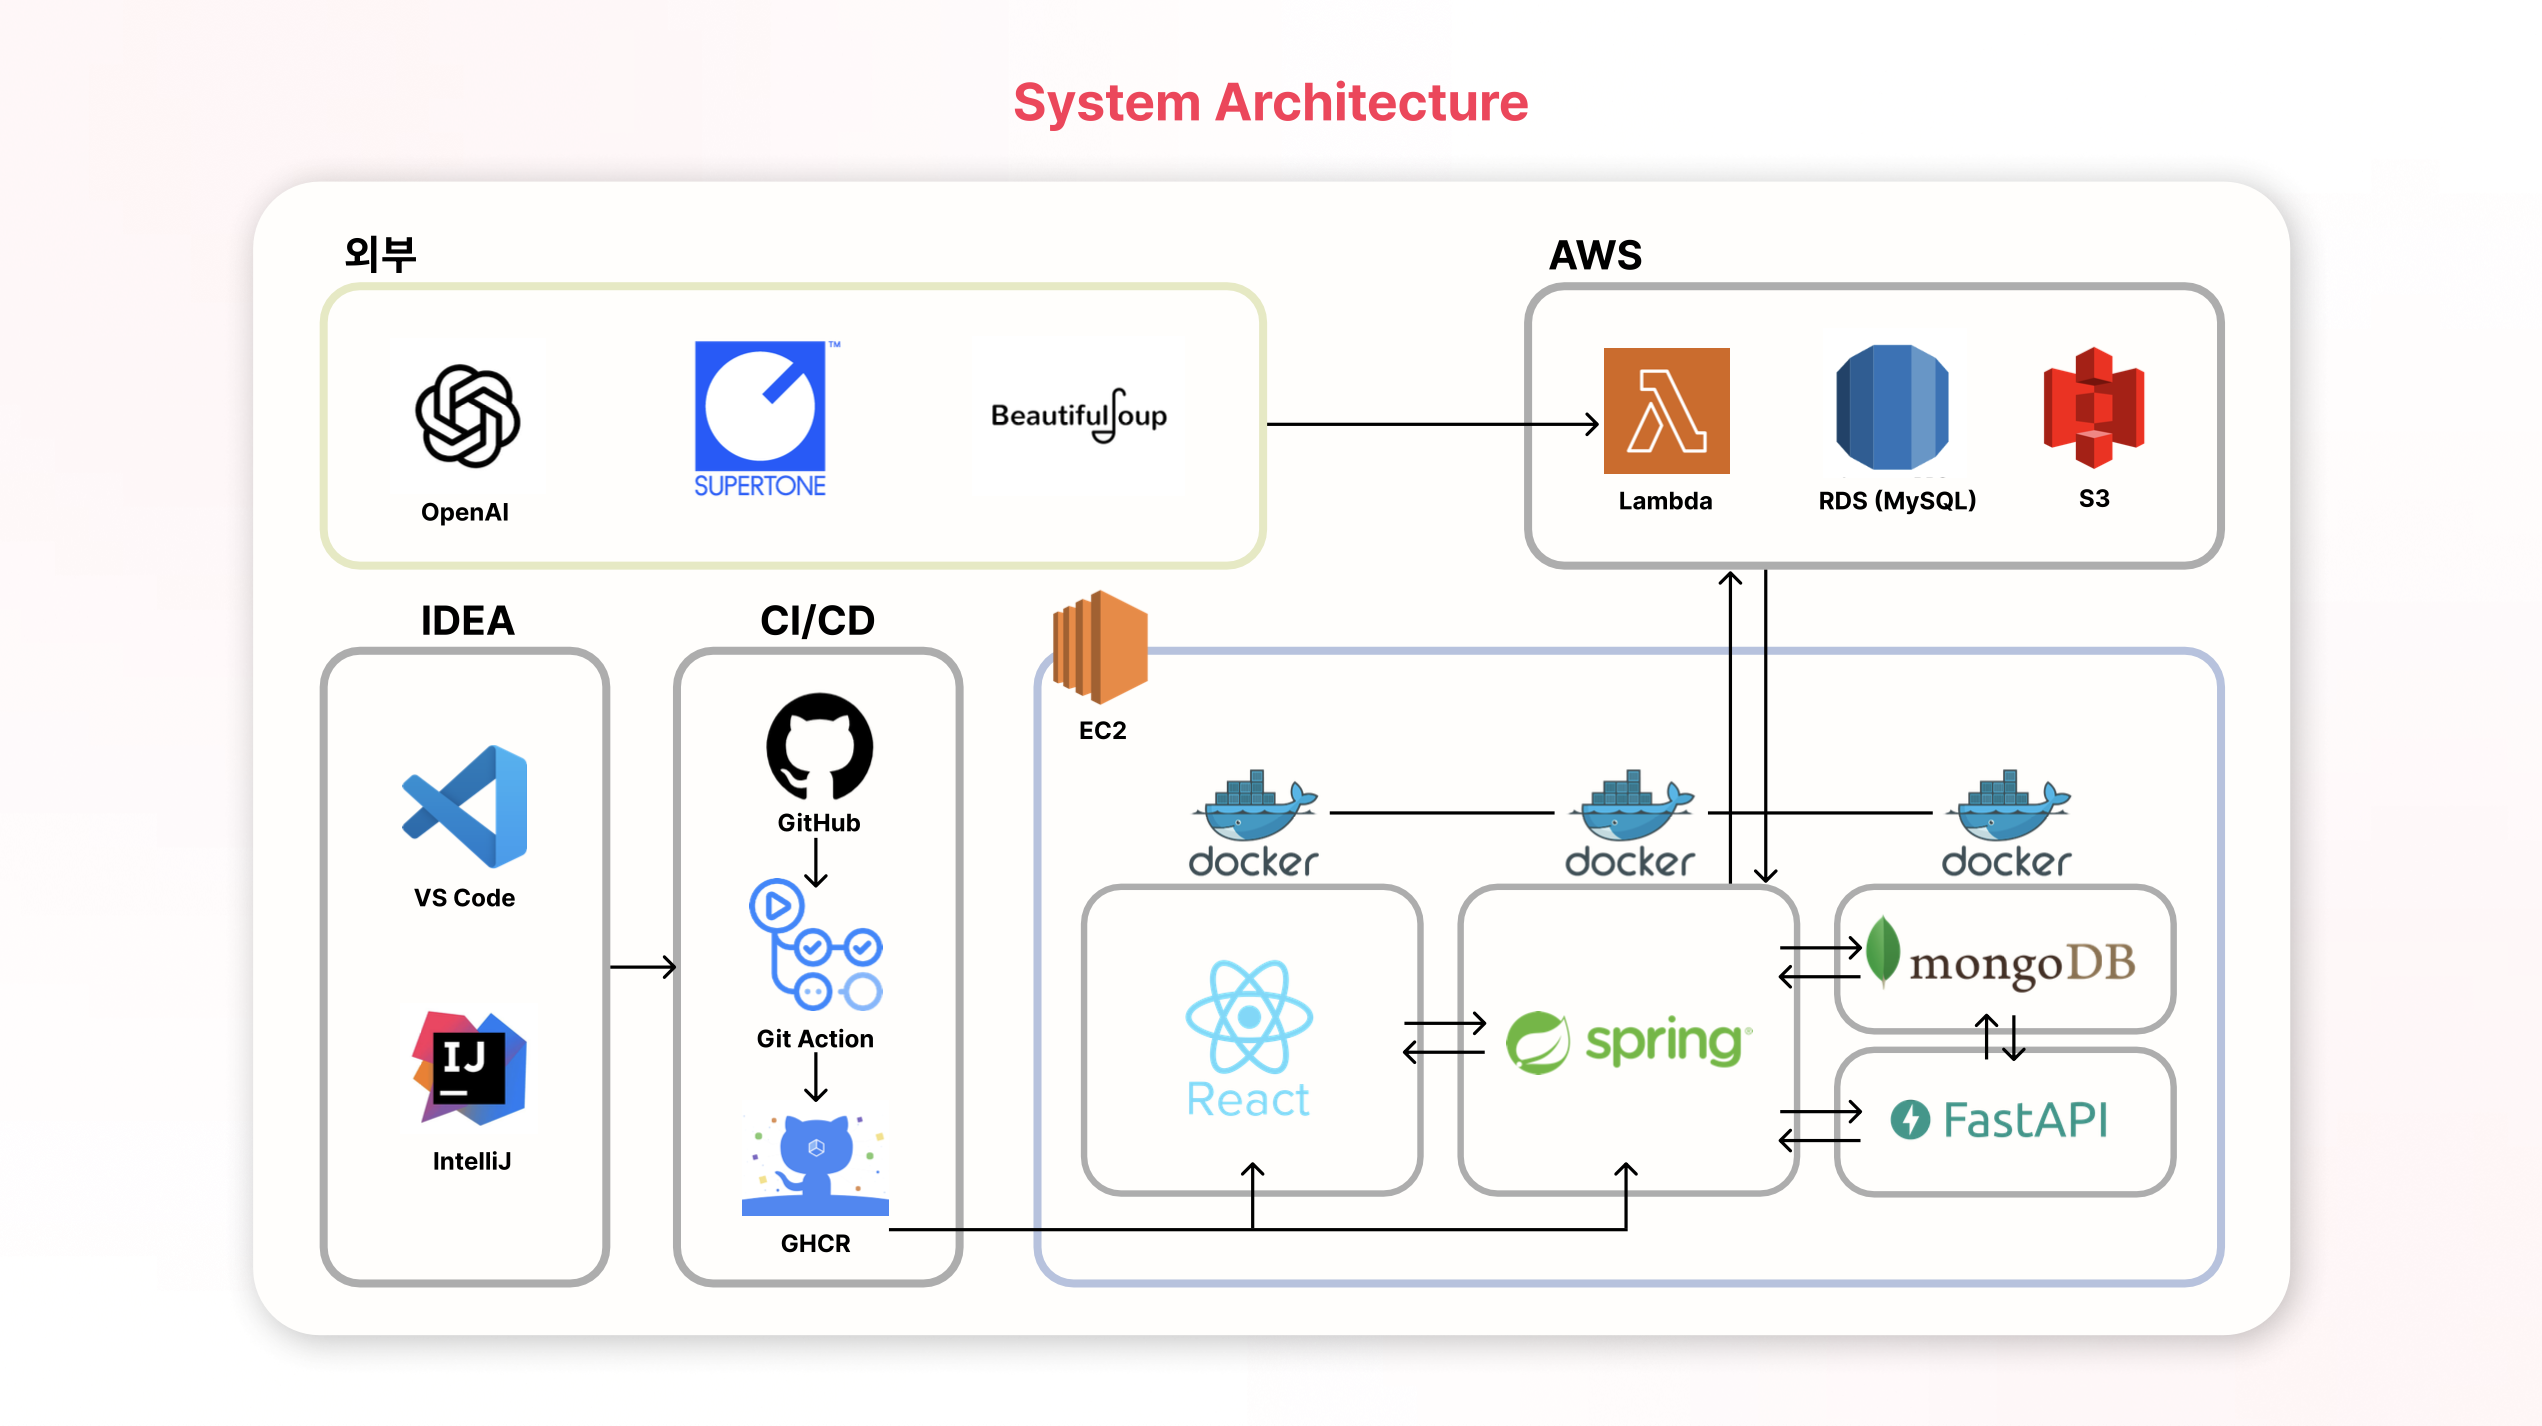 System Architecture
외부
AWS
OpenAI
SUPERTONE
TM
BeautifulSoup
Lambda
RDS (MySQL)
S3
IDEA
CI/CD
EC2
VS Code
IJ
IntelliJ
GitHub
Git Action
GHCR
docker
docker
docker
React
spring
mongoDB
FastAPI